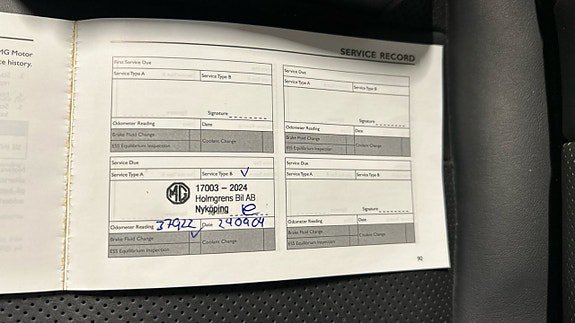 MG Motor
ce history.
SERVICE RECORD
First Service Due
Service Type A Service Type B
Signature
Odometer Reading Date
Brake Fluid Change Coolant Change
ESS Equilibrium Inspection
Service Due
Service Type A Service Type B
Signature
Odometer Reading Date
Brake Fluid Change Coolant Change
ESS Equilibrium Inspection
Service Due
Service Type A Service Type B ✓
MG 17003 – 2024
Holmgrens Bil AB
Nyköping
Odometer Reading 37922 Date 240904
Brake Fluid Change ✓ Coolant Change
ESS Equilibrium Inspection
Service Due
Service Type A Service Type B
Signature
Odometer Reading Date
Brake Fluid Change Coolant Change
ESS Equilibrium Inspection
92